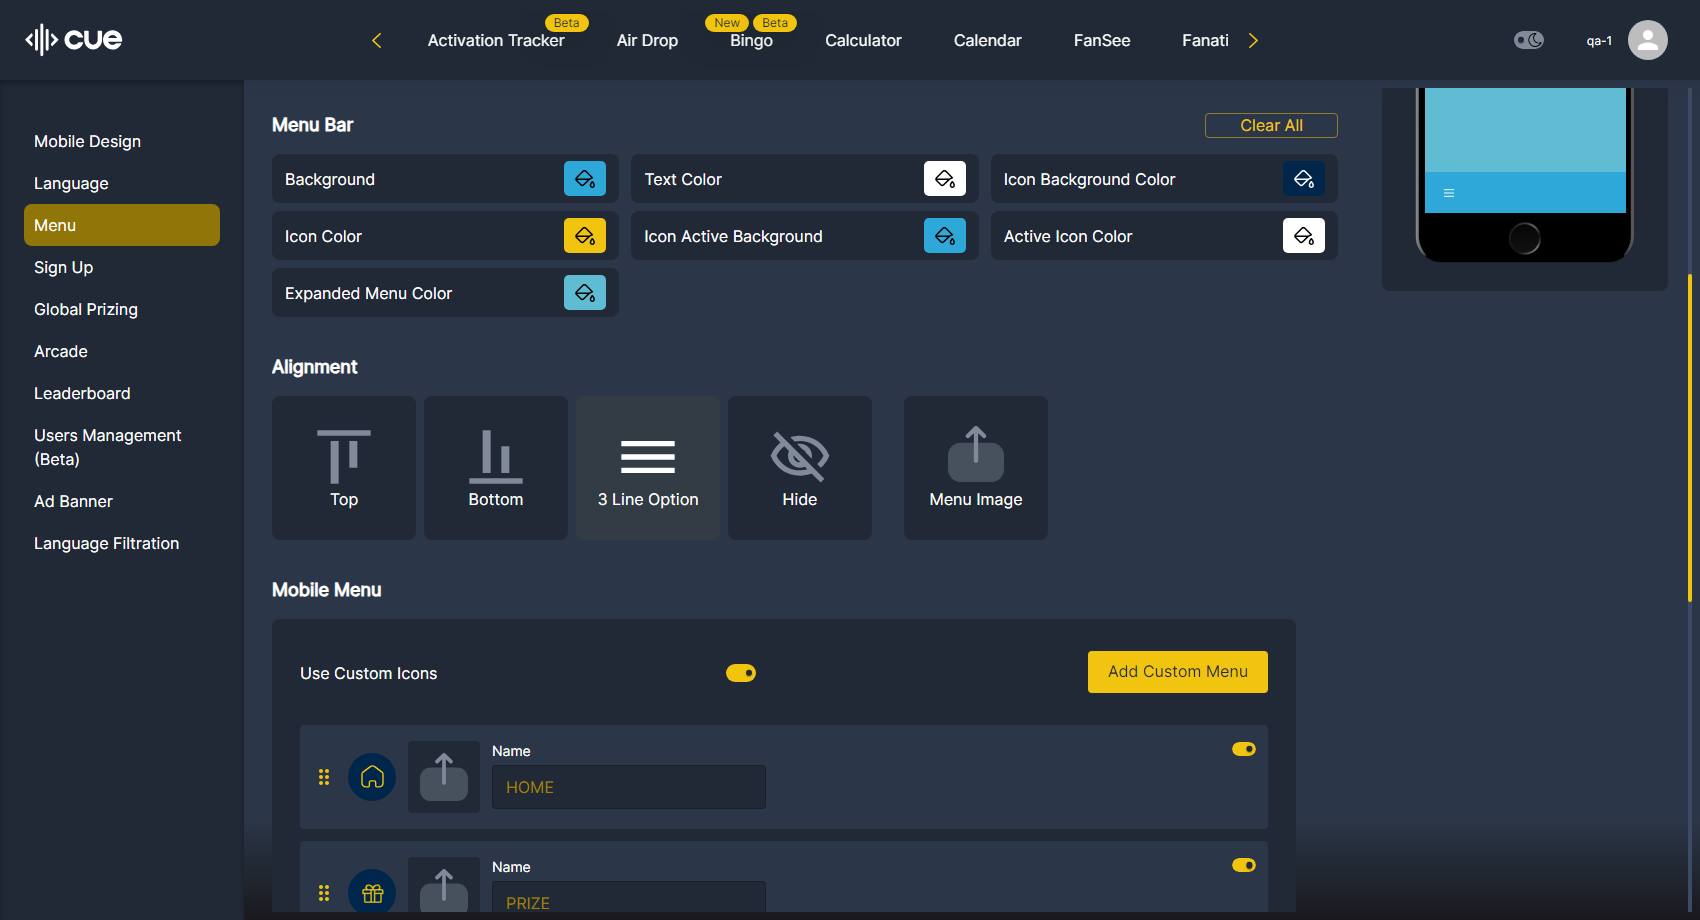 cue
Activation Tracker
Beta
Air Drop
New
Beta
Bingo
Calculator
Calendar
FanSee
Fanati
qa-1
Mobile Design
Language
Menu
Sign Up
Global Prizing
Arcade
Leaderboard
Users Management
(Beta)
Ad Banner
Language Filtration
Menu Bar
Clear All
Background
Text Color
Icon Background Color
Icon Color
Icon Active Background
Active Icon Color
Expanded Menu Color
Alignment
Top
Bottom
3 Line Option
Hide
Menu Image
Mobile Menu
Use Custom Icons
Add Custom Menu
Name
HOME
Name
PRIZE